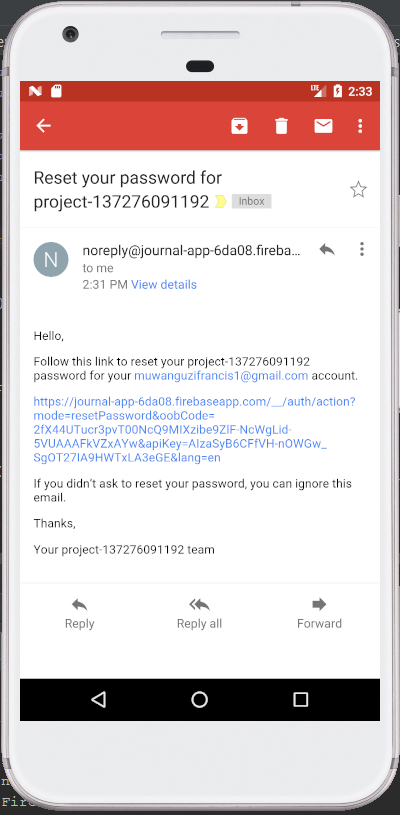 LTE 2:33
Reset your password for
project-137276091192 Inbox
N
noreply@journal-app-6da08.fireba...
to me
2:31 PM View details
Hello,
Follow this link to reset your project-137276091192
password for your muwanguzifrancis1@gmail.com account.
https://journal-app-6da08.firebaseapp.com/__/auth/action?
mode=resetPassword&oobCode=
2fX44UTucr3pvT00NcQ9MIXzibe9ZlF-NcWgLid-
5VUAAAFkVZxAYw&apiKey=AIzaSyB6CFfVH-nOWGw_
SgOT27IA9HWTxLA3eGE&lang=en
If you didn't ask to reset your password, you can ignore this
email.
Thanks,
Your project-137276091192 team
Reply
Reply all
Forward
Fire